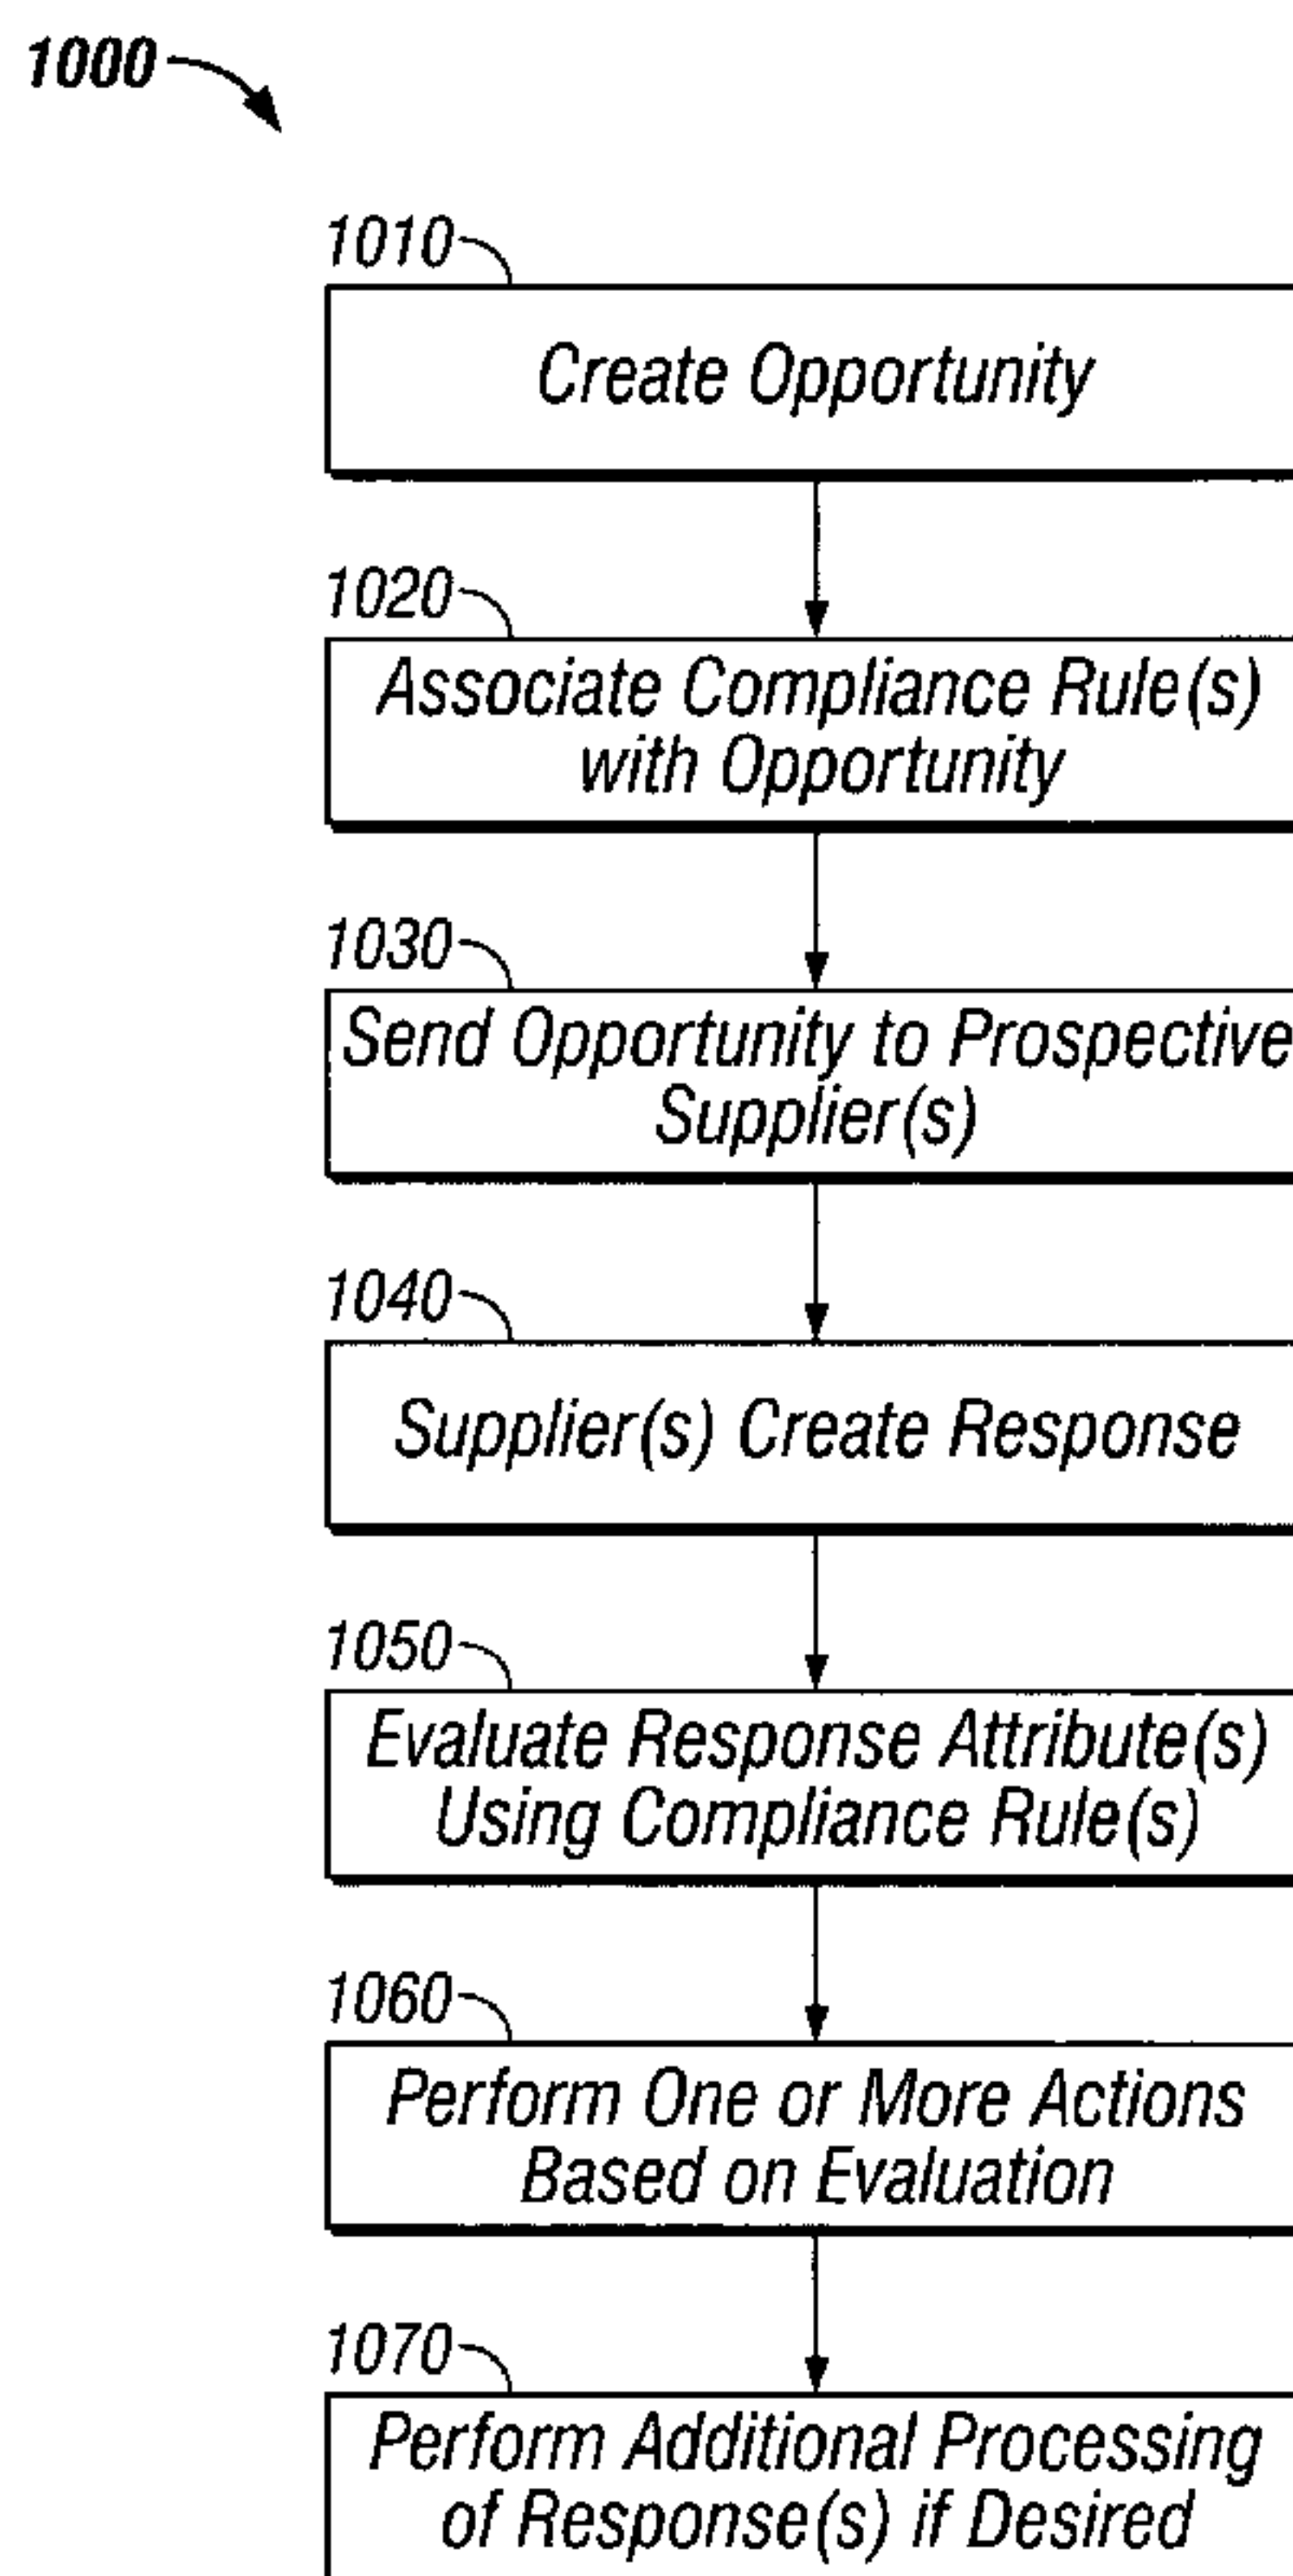 1000
1010
Create Opportunity
1020
Associate Compliance Rule(s)
with Opportunity
1030
Send Opportunity to Prospective
Supplier(s)
1040
Supplier(s) Create Response
1050
Evaluate Response Attribute(s)
Using Compliance Rule(s)
1060
Perform One or More Actions
Based on Evaluation
1070
Perform Additional Processing
of Response(s) if Desired